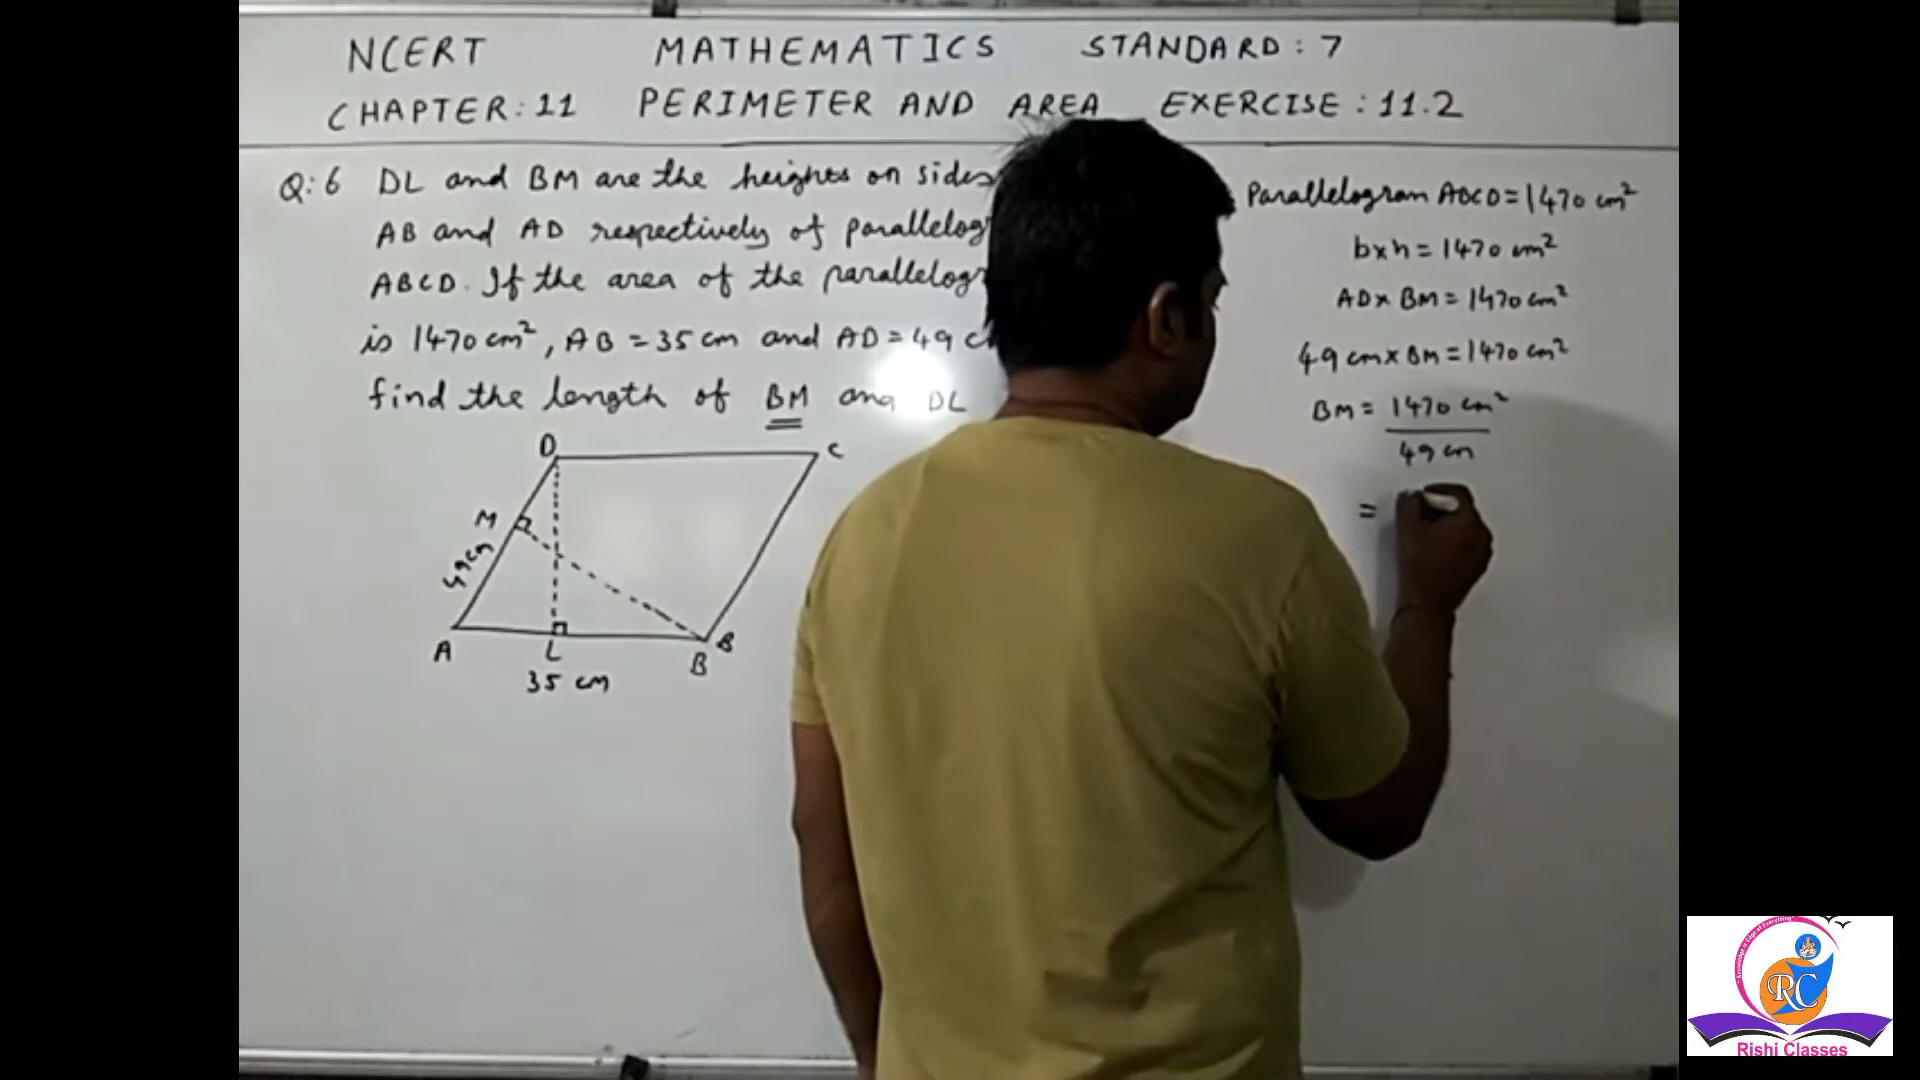 NCERT MATHEMATICS STANDARD: 7
CHAPTER: 11 PERIMETER AND AREA EXERCISE: 11.2
Q:6 DL and BM are the heights on sides
AB and AD respectively of parallelog
ABCD. If the area of the parallelogr
is 1470 cm², AB = 35 cm and AD = 49 c
find the length of BM and DL
D
C
M
49 cm
A
L
B
B
35 cm
Parallelogram ABCD = 1470 cm²
b x h = 1470 cm²
AD x BM = 1470 cm²
49 cm x BM = 1470 cm²
BM = 1470 cm²
49 cm
=
RC
Rishi Classes